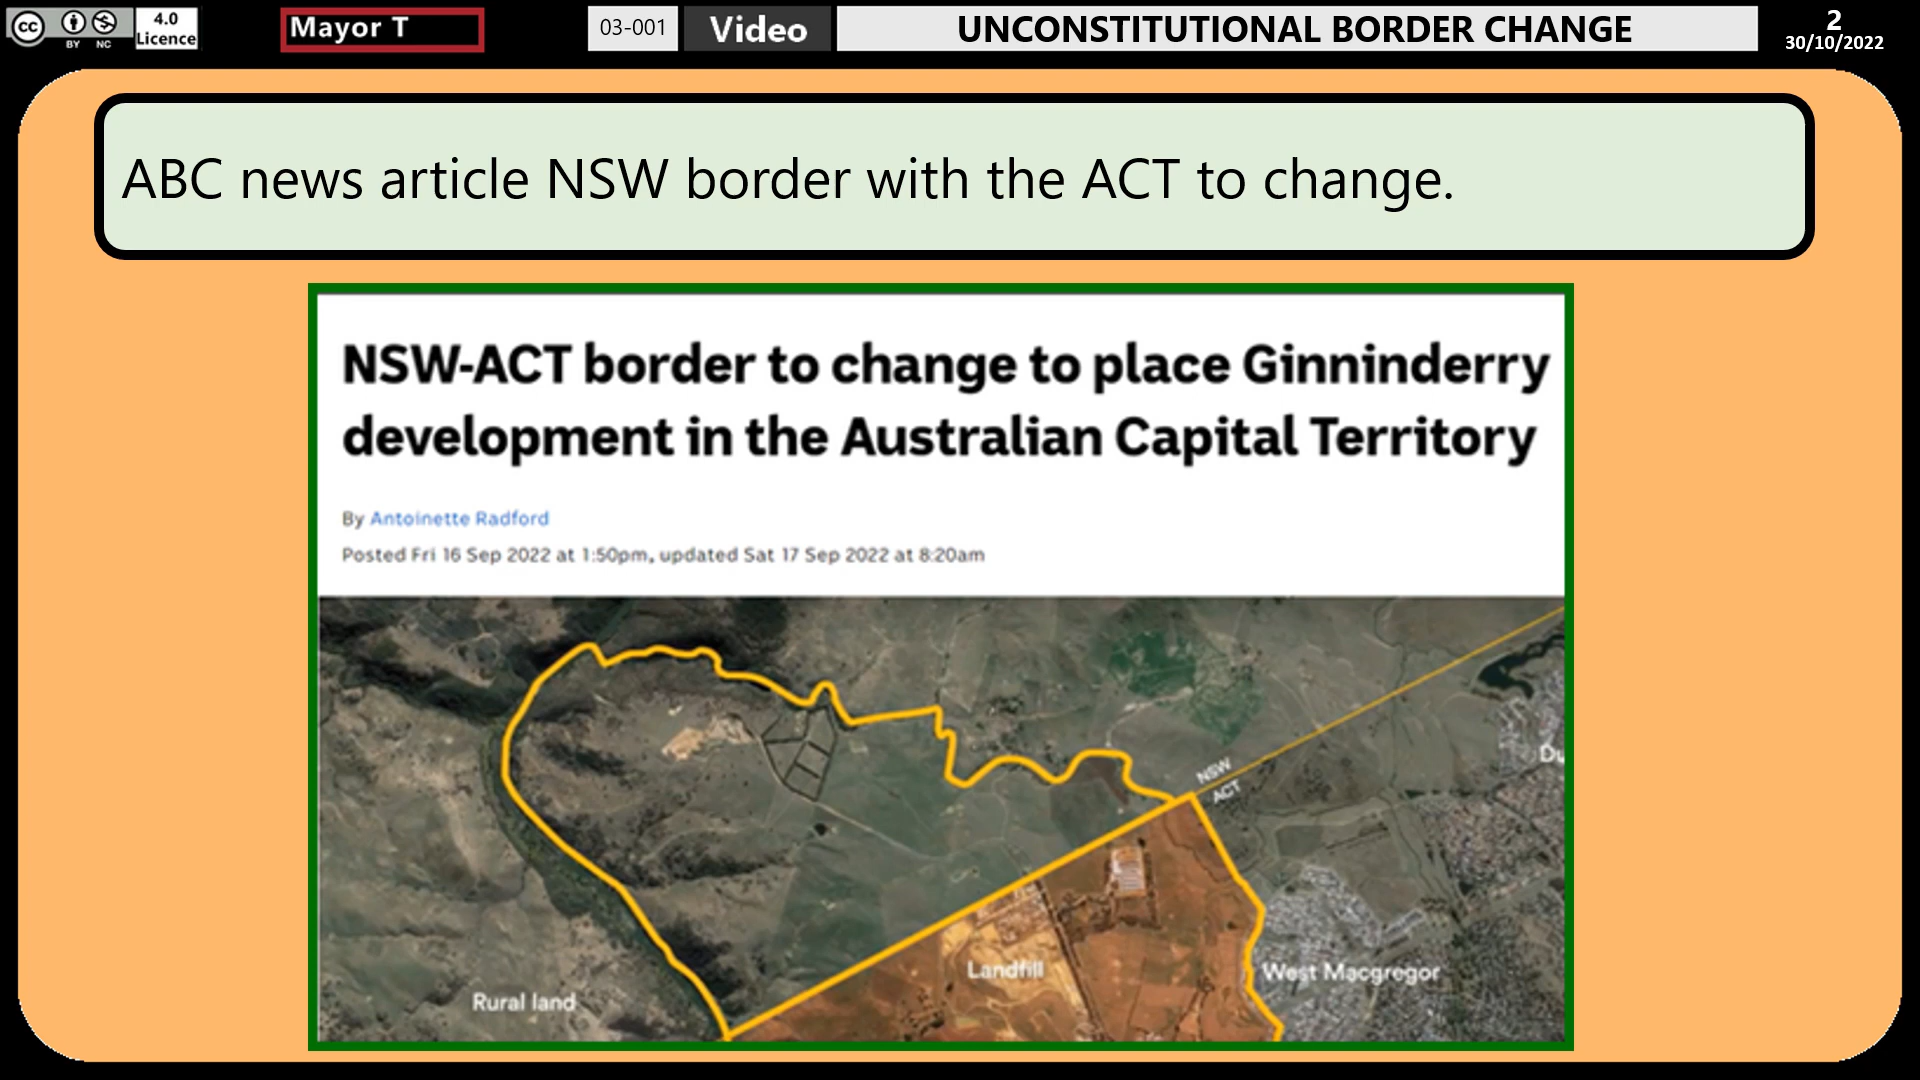 cc BY NC 4.0 Licence
Mayor T
03-001
Video
UNCONSTITUTIONAL BORDER CHANGE
2
30/10/2022
ABC news article NSW border with the ACT to change.
NSW-ACT border to change to place Ginninderry
development in the Australian Capital Territory
By Antoinette Radford
Posted Fri 16 Sep 2022 at 1:50pm, updated Sat 17 Sep 2022 at 8:20am
Du
NSW
ACT
Landfill
West Macgregor
Rural land